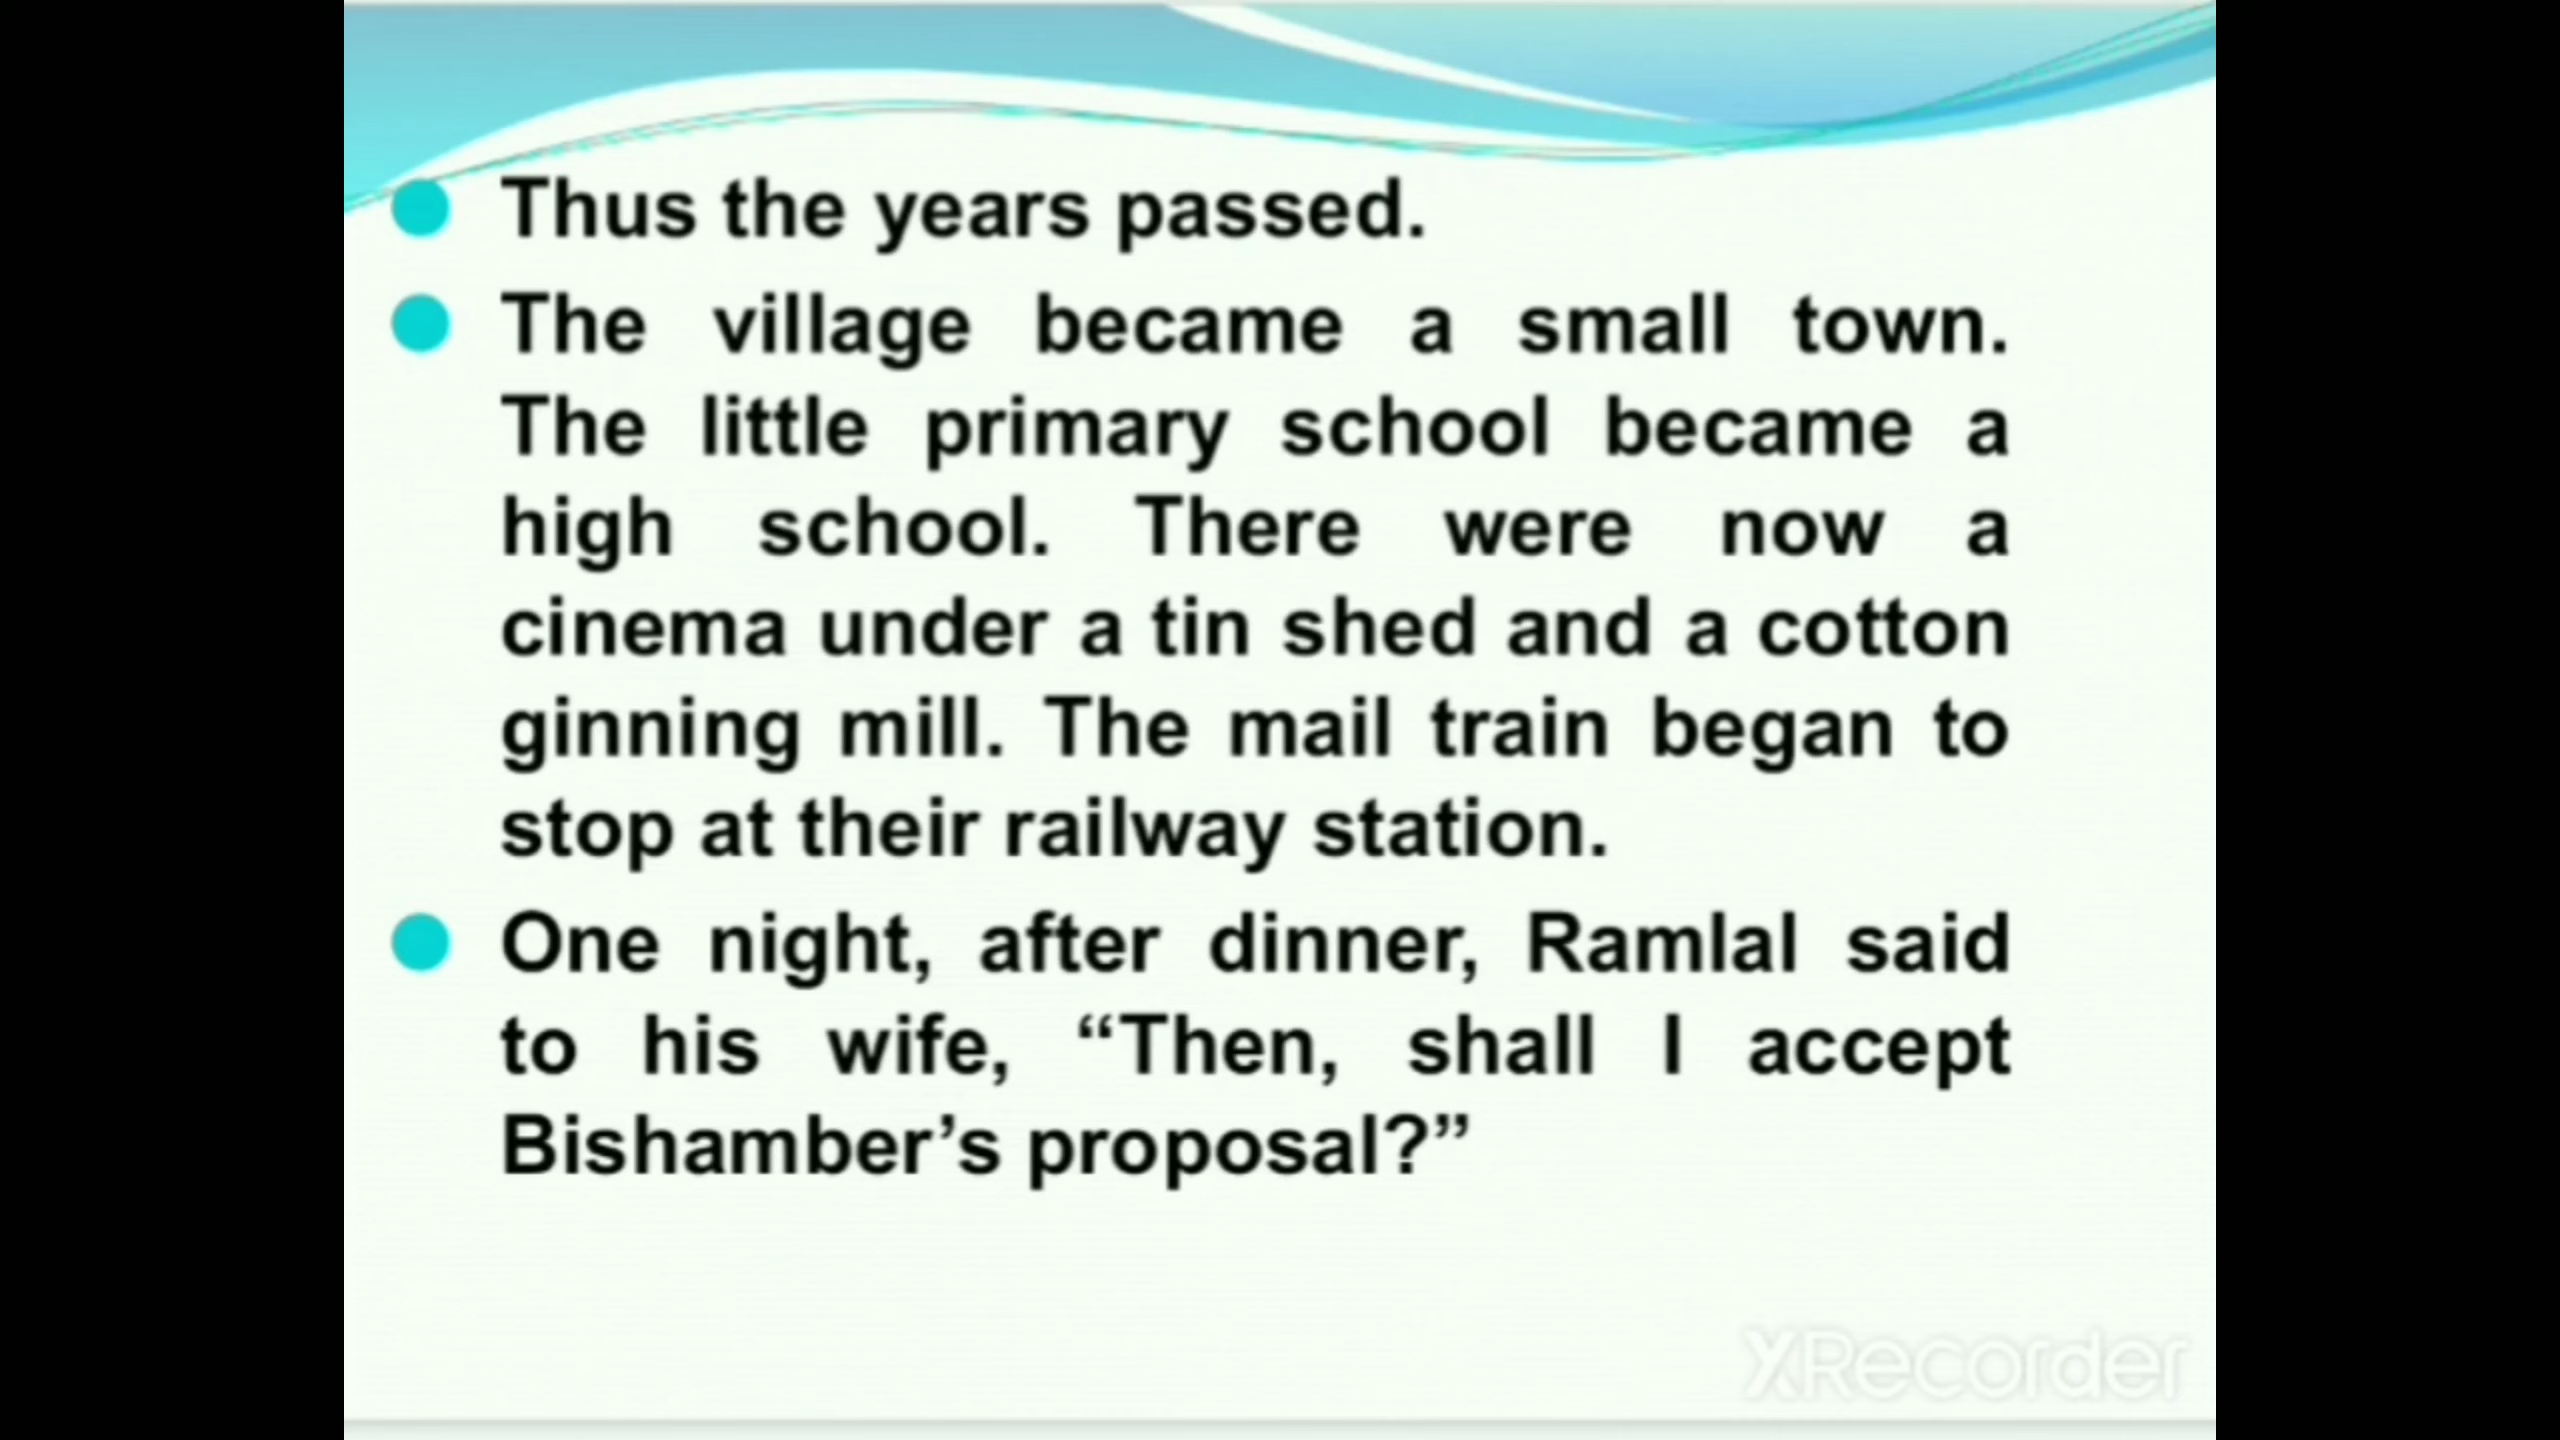 Thus the years passed.
The village became a small town.
The little primary school became a
high school. There were now a
cinema under a tin shed and a cotton
ginning mill. The mail train began to
stop at their railway station.
One night, after dinner, Ramlal said
to his wife, “Then, shall I accept
Bishamber’s proposal?”
XRecorder